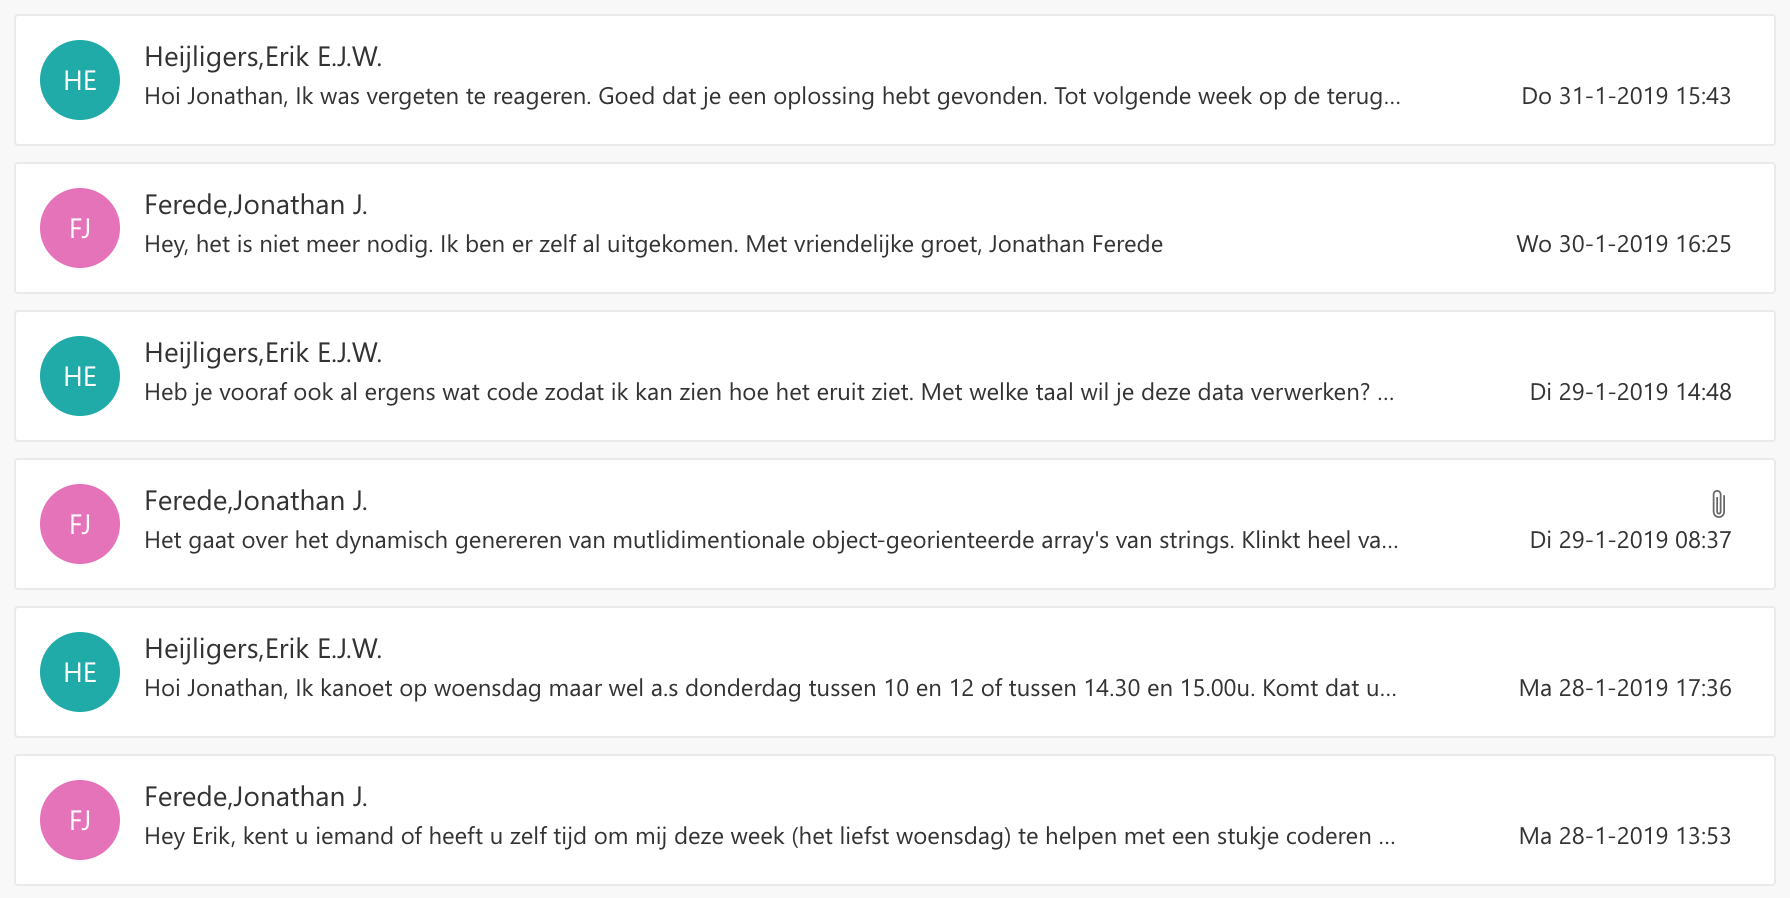 HE
Heijligers,Erik E.J.W.
Hoi Jonathan, Ik was vergeten te reageren. Goed dat je een oplossing hebt gevonden. Tot volgende week op de terug...
Do 31-1-2019 15:43
FJ
Ferede,Jonathan J.
Hey, het is niet meer nodig. Ik ben er zelf al uitgekomen. Met vriendelijke groet, Jonathan Ferede
Wo 30-1-2019 16:25
HE
Heijligers,Erik E.J.W.
Heb je vooraf ook al ergens wat code zodat ik kan zien hoe het eruit ziet. Met welke taal wil je deze data verwerken? ...
Di 29-1-2019 14:48
FJ
Ferede,Jonathan J.
Het gaat over het dynamisch genereren van mutlidimentionale object-georienteerde array's van strings. Klinkt heel va...
Di 29-1-2019 08:37
HE
Heijligers,Erik E.J.W.
Hoi Jonathan, Ik kanoet op woensdag maar wel a.s donderdag tussen 10 en 12 of tussen 14.30 en 15.00u. Komt dat u...
Ma 28-1-2019 17:36
FJ
Ferede,Jonathan J.
Hey Erik, kent u iemand of heeft u zelf tijd om mij deze week (het liefst woensdag) te helpen met een stukje coderen ...
Ma 28-1-2019 13:53